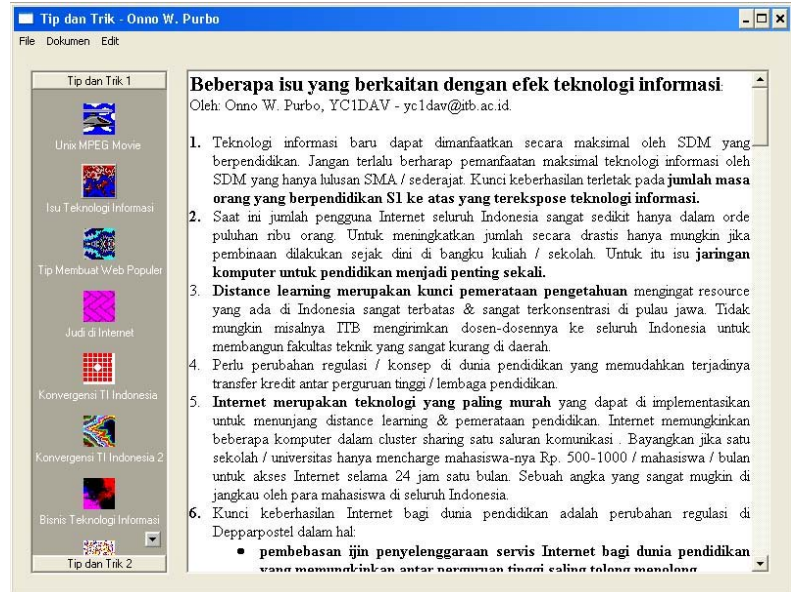 Tip dan Trik - Onno W. Purbo
File Dokumen Edit
Tip dan Trik 1
Unix MPEG Movie
Isu Teknologi Informasi
Tip Membuat Web Populer
Judi di Internet
Konvergensi TI Indonesia
Konvergensi TI Indonesia 2
Bisnis Teknologi Informasi
Tip dan Trik 2
Beberapa isu yang berkaitan dengan efek teknologi informasi.
Oleh: Onno W. Purbo, YC1DAV - yc1dav@itb.ac.id.
1. Teknologi informasi baru dapat dimanfaatkan secara maksimal oleh SDM yang
berpendidikan. Jangan terlalu berharap pemanfaatan maksimal teknologi informasi oleh
SDM yang hanya lulusan SMA / sederajat. Kunci keberhasilan terletak pada jumlah masa
orang yang berpendidikan S1 ke atas yang terekspose teknologi informasi.
2. Saat ini jumlah pengguna Internet seluruh Indonesia sangat sedikit hanya dalam orde
puluhan ribu orang. Untuk meningkatkan jumlah secara drastis hanya mungkin jika
pembinaan dilakukan sejak dini di bangku kuliah / sekolah. Untuk itu isu jaringan
komputer untuk pendidikan menjadi penting sekali.
3. Distance learning merupakan kunci pemerataan pengetahuan mengingat resource
yang ada di Indonesia sangat terbatas & sangat terkonsentrasi di pulau jawa. Tidak
mungkin misalnya ITB mengirimkan dosen-dosennya ke seluruh Indonesia untuk
membangun fakultas teknik yang sangat kurang di daerah.
4. Perlu perubahan regulasi / konsep di dunia pendidikan yang memudahkan terjadinya
transfer kredit antar perguruan tinggi / lembaga pendidikan.
5. Internet merupakan teknologi yang paling murah yang dapat di implementasikan
untuk menunjang distance learning & pemerataan pendidikan. Internet memungkinkan
beberapa komputer dalam cluster sharing satu saluran komunikasi . Bayangkan jika satu
sekolah / universitas hanya mencharge mahasiswa-nya Rp. 500-1000 / mahasiswa / bulan
untuk akses Internet selama 24 jam satu bulan. Sebuah angka yang sangat mugkin di
jangkau oleh para mahasiswa di seluruh Indonesia.
6. Kunci keberhasilan Internet bagi dunia pendidikan adalah perubahan regulasi di
Depparpostel dalam hal:
• pembebasan ijin penyelenggaraan servis Internet bagi dunia pendidikan
yang memungkinkan antar perguruan tinggi saling tolong menolong